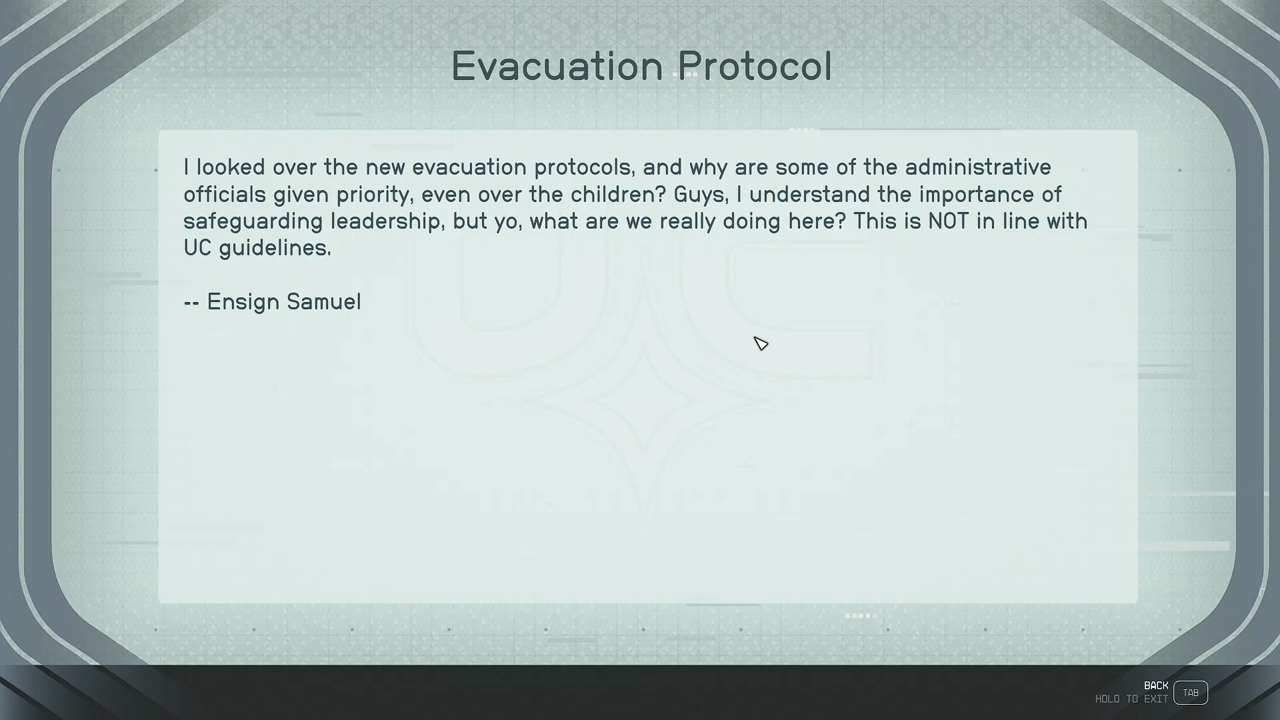 Evacuation Protocol
I looked over the new evacuation protocols, and why are some of the administrative
officials given priority, even over the children? Guys, I understand the importance of
safeguarding leadership, but yo, what are we really doing here? This is NOT in line with
UC guidelines.
-- Ensign Samuel
UC
BACK
HOLD TO EXIT
TAB